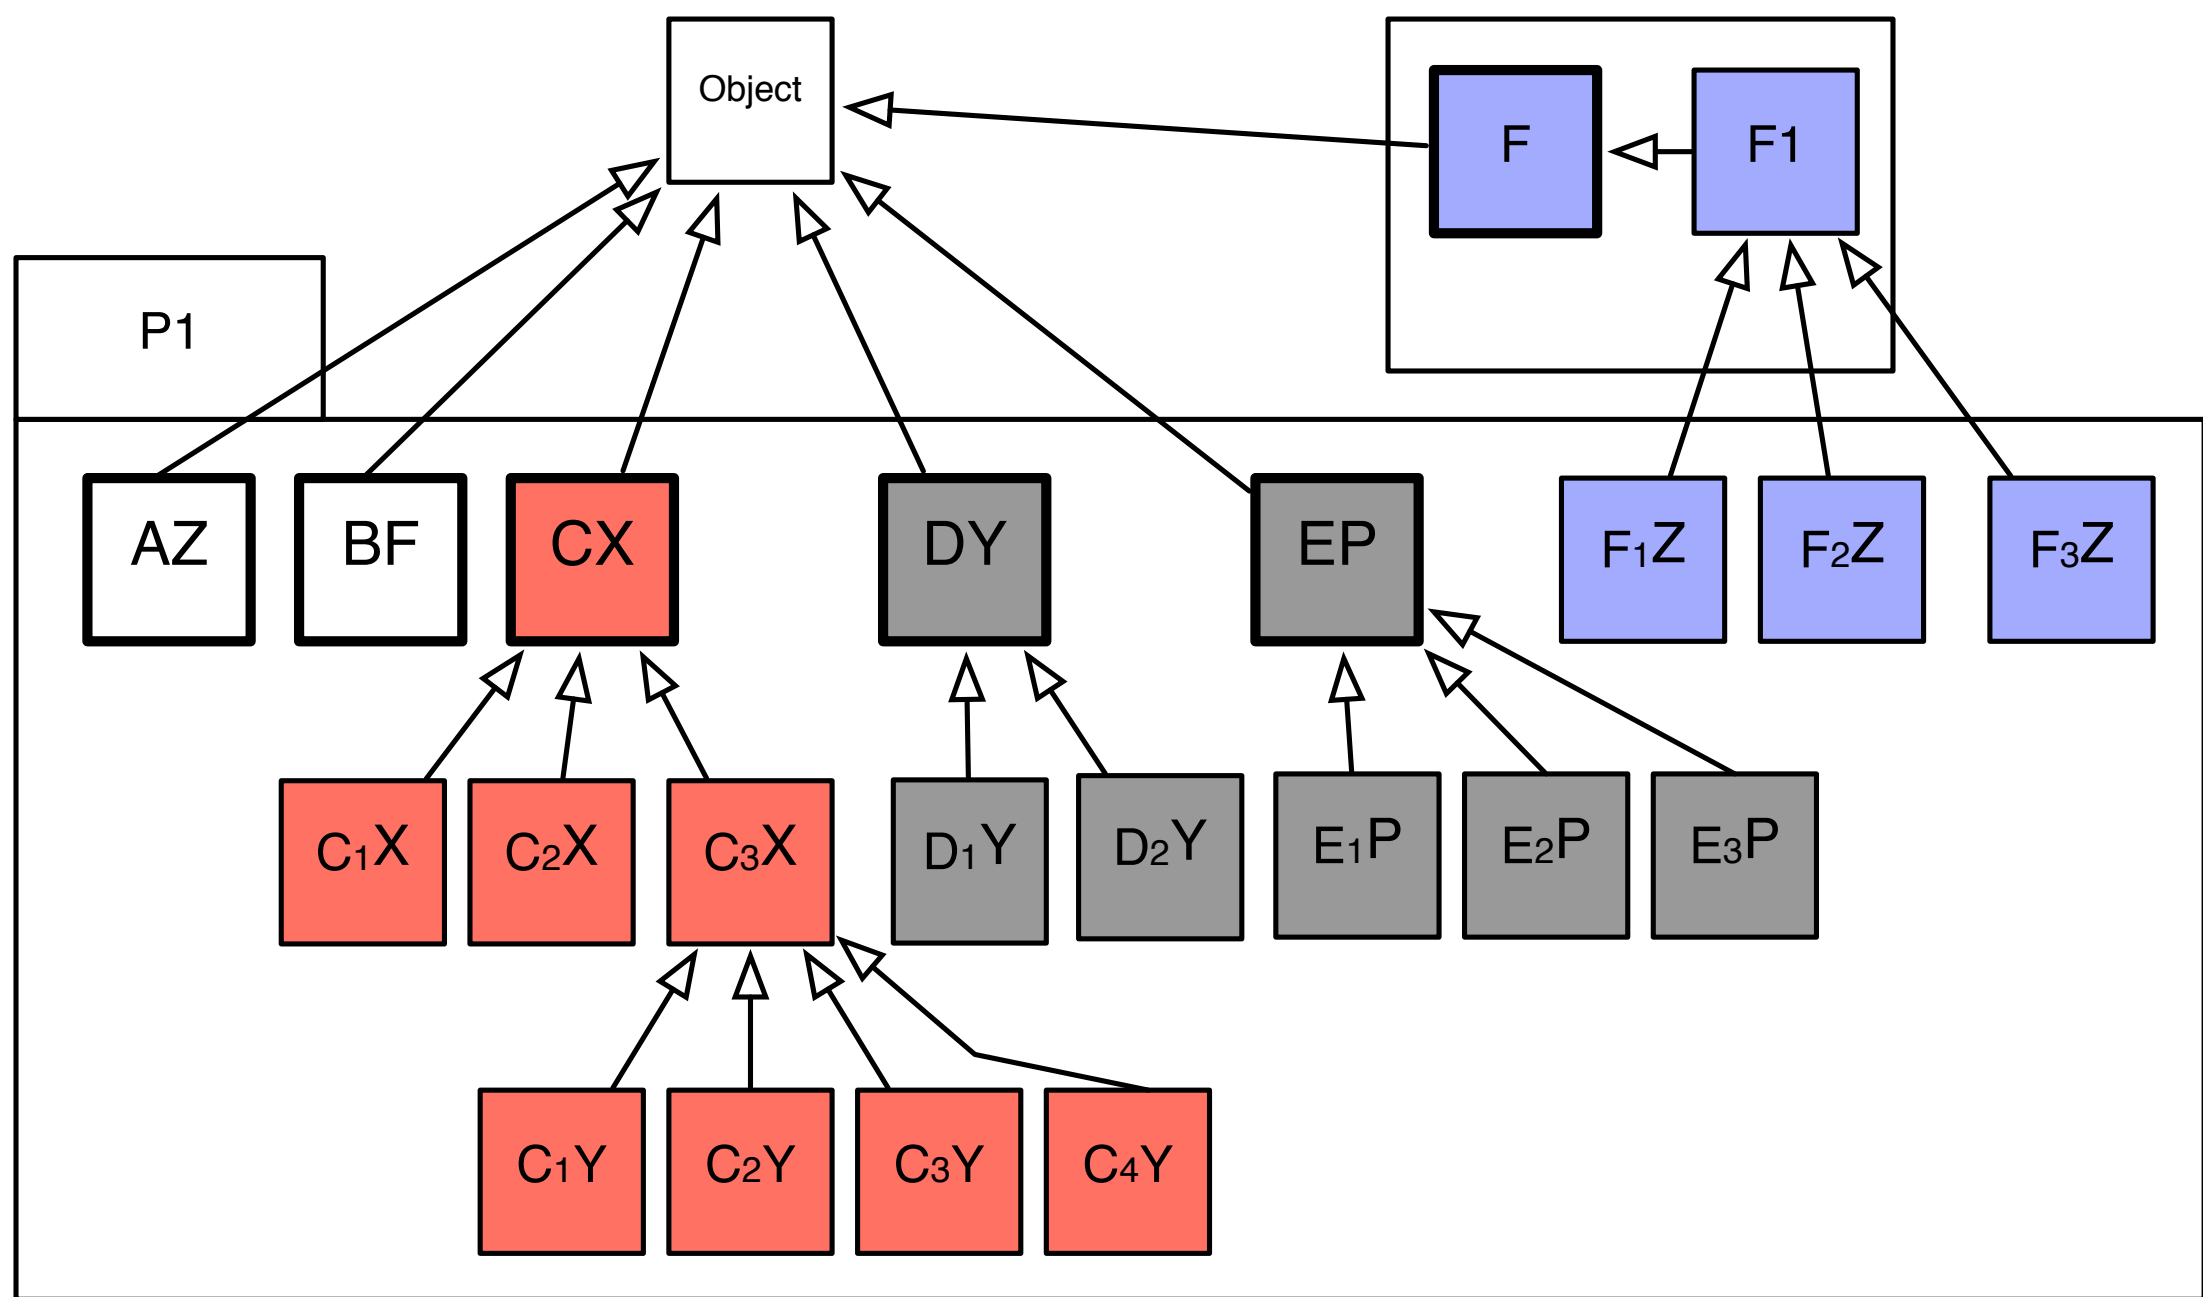 Object
F
F1
P1
AZ
BF
CX
DY
EP
F1Z
F2Z
F3Z
C1X
C2X
C3X
D1Y
D2Y
E1P
E2P
E3P
C1Y
C2Y
C3Y
C4Y